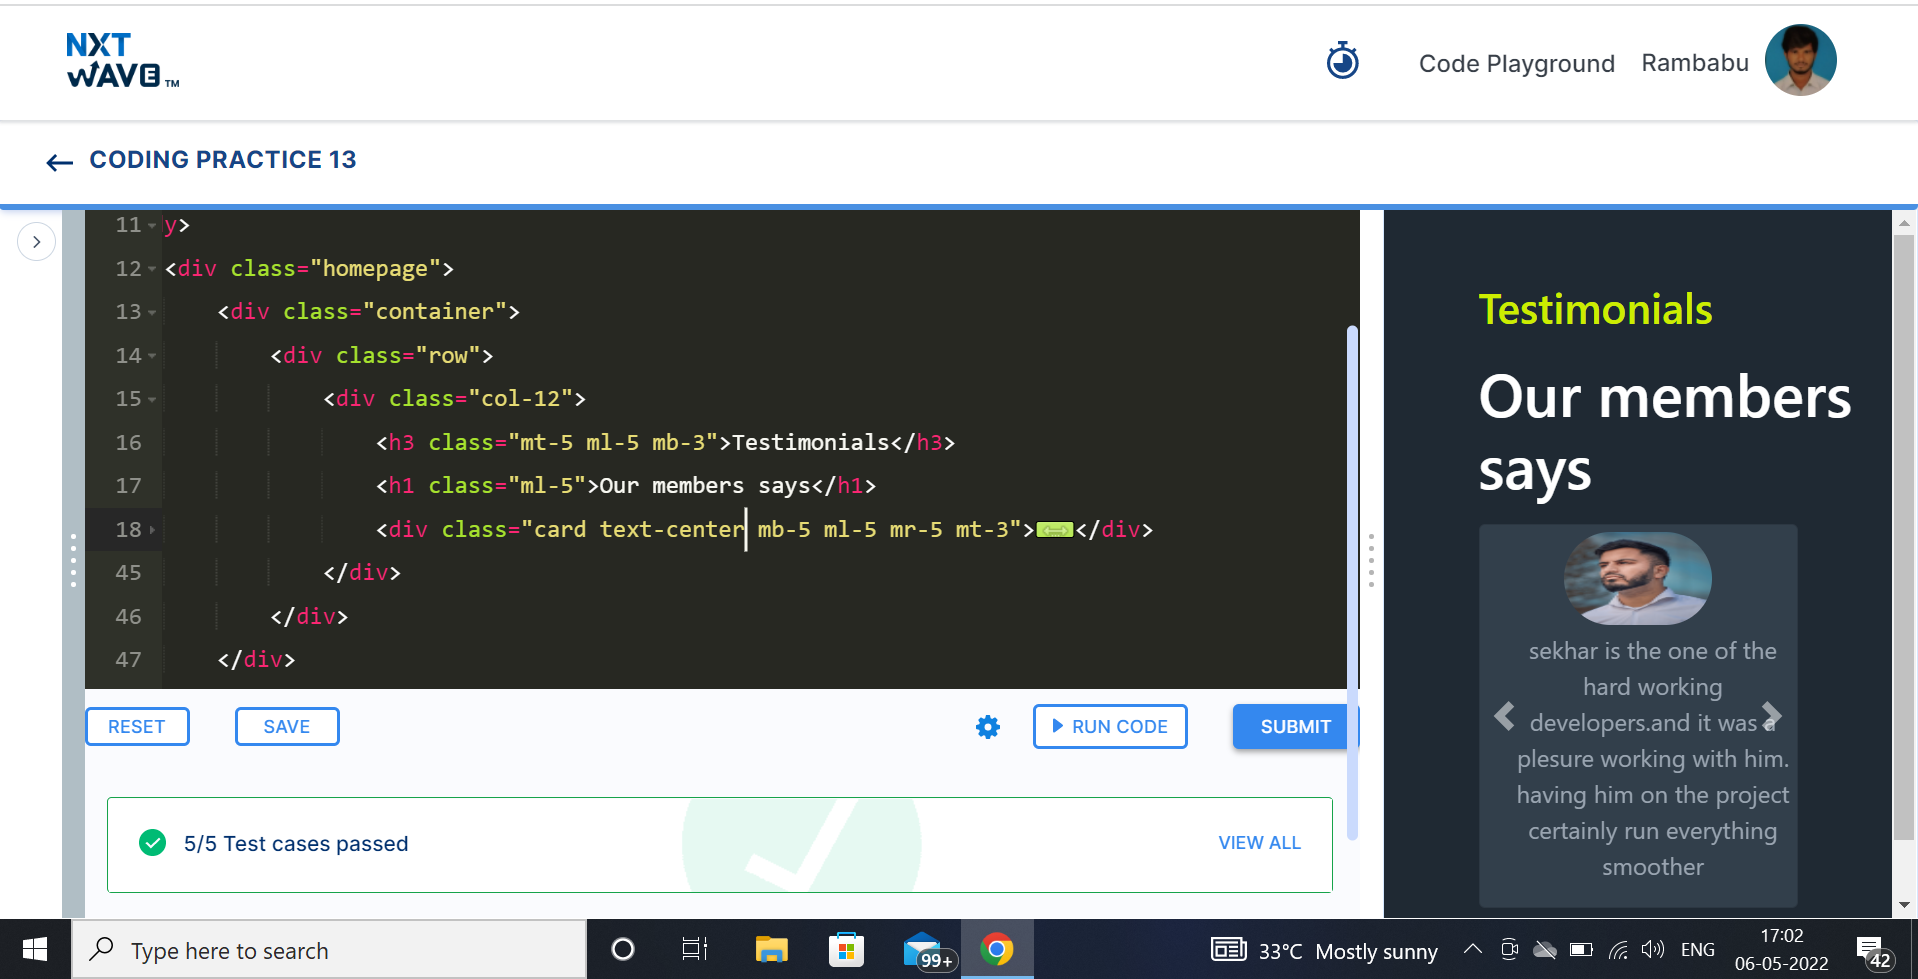 NXT
WAVE TM
Code Playground Rambabu
CODING PRACTICE 13
11 y>
12 <div class="homepage">
13 <div class="container">
14 <div class="row">
15 <div class="col-12">
16 <h3 class="mt-5 ml-5 mb-3">Testimonials</h3>
17 <h1 class="ml-5">Our members says</h1>
18 <div class="card text-center mb-5 ml-5 mr-5 mt-3"></div>
45 </div>
46 </div>
47 </div>
RESET SAVE RUN CODE SUBMIT
5/5 Test cases passed VIEW ALL
Testimonials
Our members
says
sekhar is the one of the
hard working
developers.and it was a
plesure working with him.
having him on the project
certainly run everything
smoother
Type here to search
99+
33°C Mostly sunny
ENG
17:02
06-05-2022
42